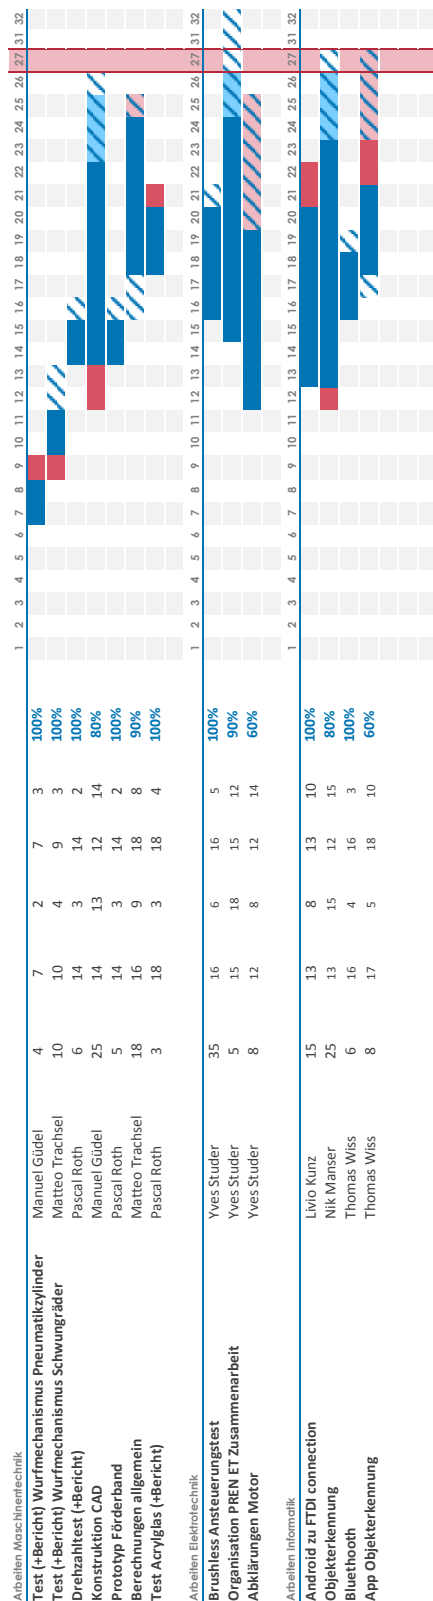 Arbeiten Maschinentechnik 1 2 3 4 5 6 7 8 9 10 11 12 13 14 15 16 17 18 19 20 21 22 23 24 25 26 27 31 32
Test (+Bericht) Wurfmechanismus Pneumatikzylinder Manuel Güdel 4 7 2 7 3 100%
Test (+Bericht) Wurfmechanismus Schwungräder Matteo Trachsel 10 10 4 9 3 100%
Drehzahltest (+Bericht) Pascal Roth 6 14 3 14 2 100%
Konstruktion CAD Manuel Güdel 25 14 13 12 14 80%
Prototyp Förderband Pascal Roth 5 14 3 14 2 100%
Berechnungen allgemein Matteo Trachsel 18 16 9 18 8 90%
Test Acrylglas (+Bericht) Pascal Roth 3 18 3 18 4 100%
Arbeiten Elektrotechnik 1 2 3 4 5 6 7 8 9 10 11 12 13 14 15 16 17 18 19 20 21 22 23 24 25 26 27 31 32
Brushless Ansteuerungstest Yves Studer 35 16 6 16 5 100%
Organisation PREN ET Zusammenarbeit Yves Studer 5 15 18 15 12 90%
Abklärungen Motor Yves Studer 8 12 8 12 14 60%
Arbeiten Informatik 1 2 3 4 5 6 7 8 9 10 11 12 13 14 15 16 17 18 19 20 21 22 23 24 25 26 27 31 32
Android zu FTDI connection Livio Kunz 15 13 8 13 10 100%
Objekterkennung Nik Manser 25 13 15 12 15 80%
Bluethooth Thomas Wiss 6 16 4 16 3 100%
App Objekterkennung Thomas Wiss 8 17 5 18 10 60%